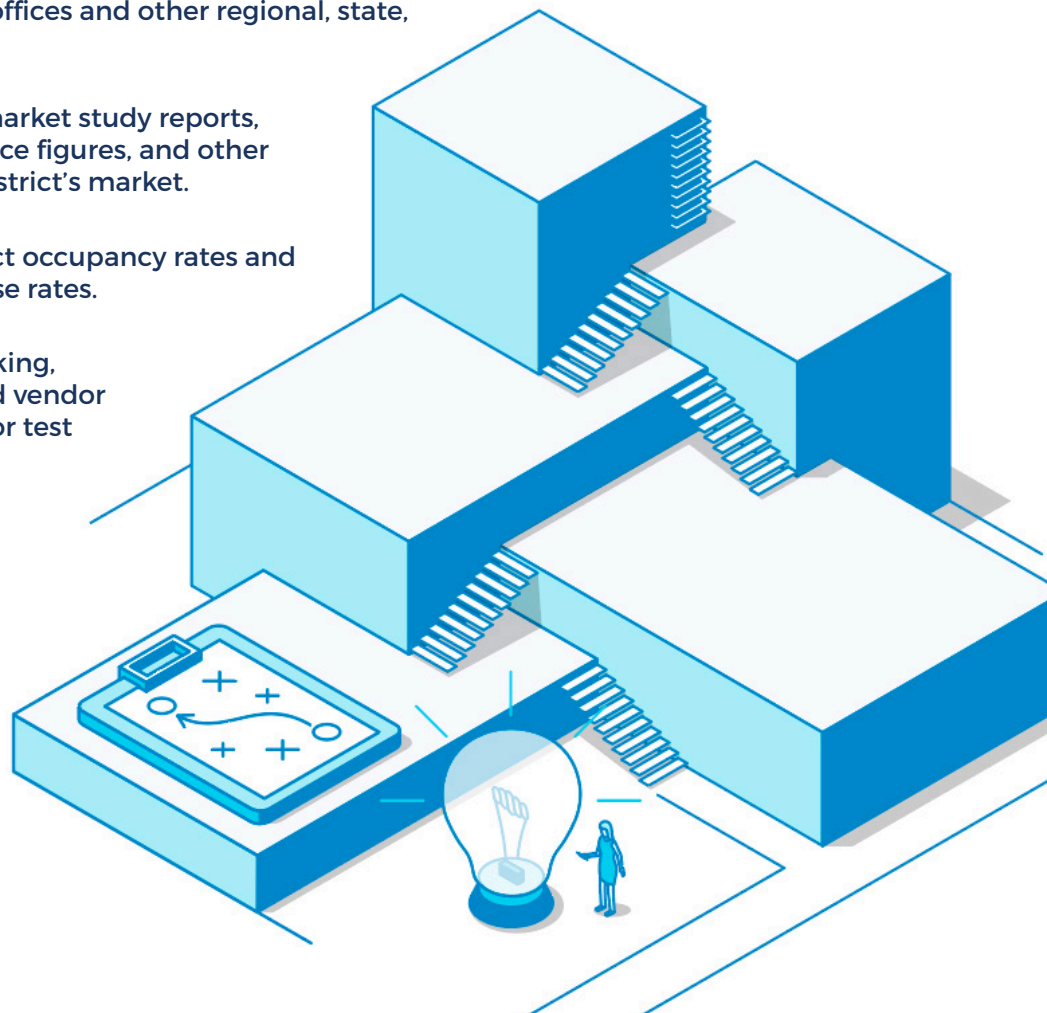 offices and other regional, state,
market study reports,
ce figures, and other
strict's market.
ct occupancy rates and
se rates.
king,
d vendor
or test